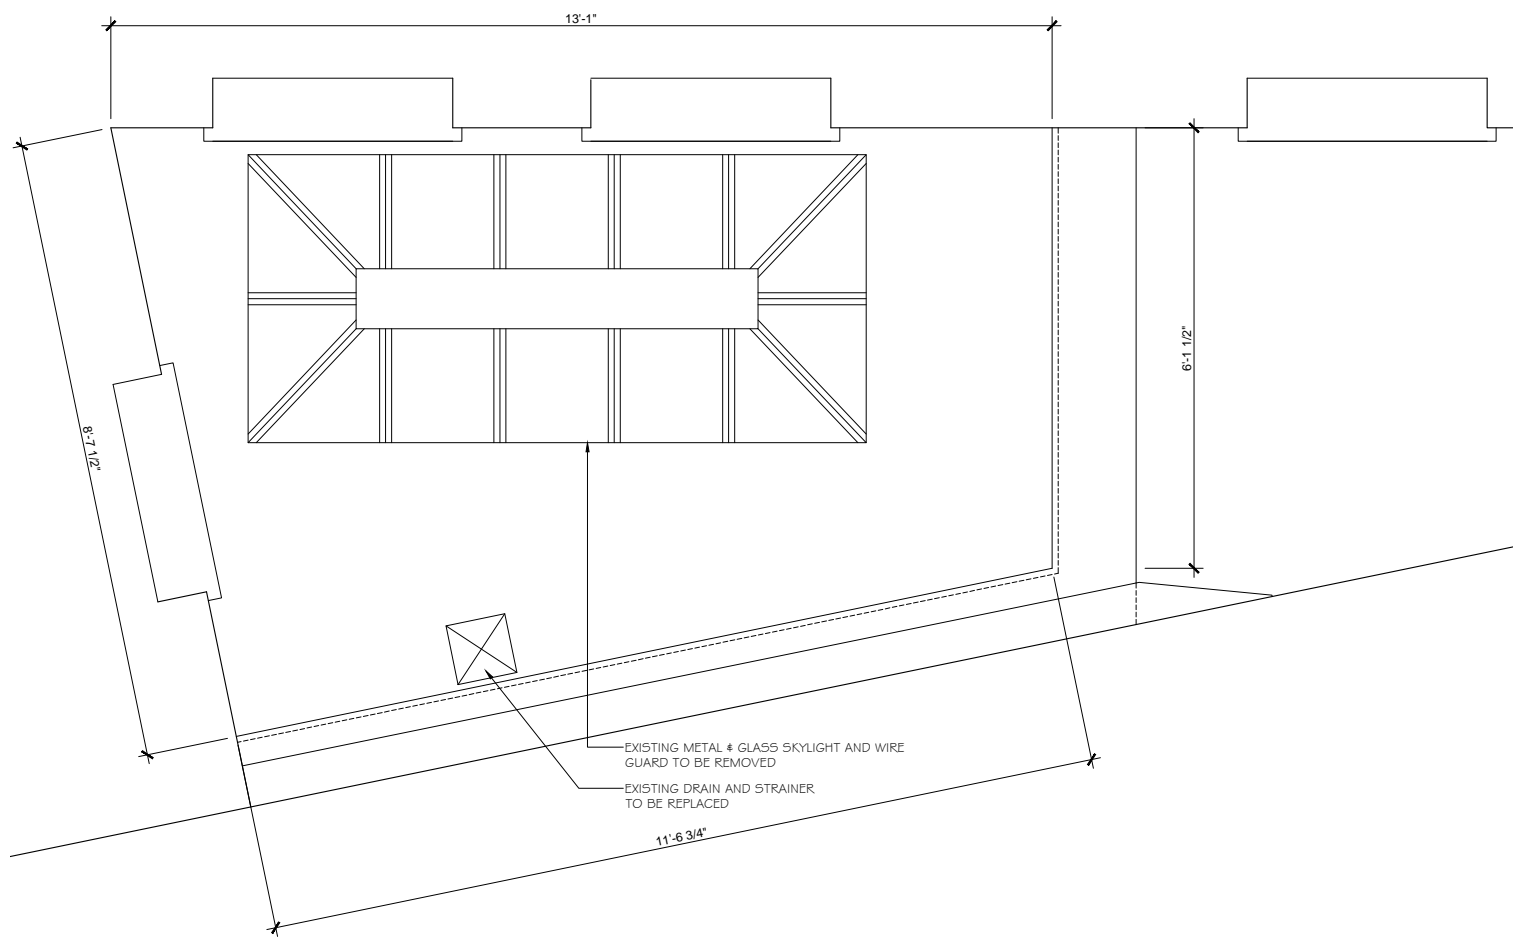 13'-1"
6'-1 1/2"
8'-7 1/2"
EXISTING METAL & GLASS SKYLIGHT AND WIRE
GUARD TO BE REMOVED
EXISTING DRAIN AND STRAINER
TO BE REPLACED
11'-6 3/4"